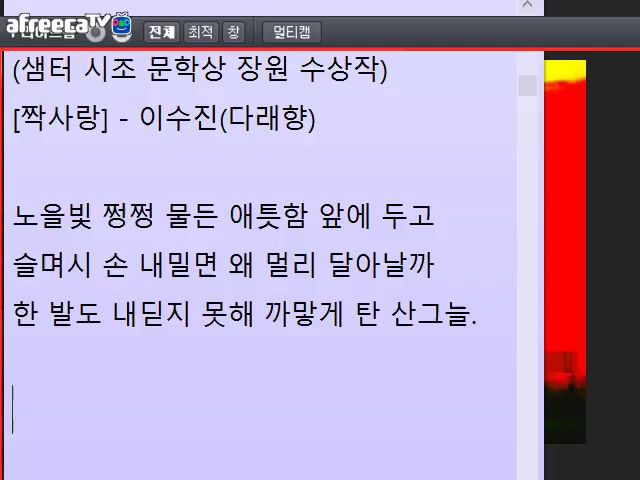 afreecaTV
전체 최적 창 멀티캠
(샘터 시조 문학상 장원 수상작)
[짝사랑] - 이수진(다래향)
노을빛 쩡쩡 물든 애틋함 앞에 두고
슬며시 손 내밀면 왜 멀리 달아날까
한 발도 내딛지 못해 까맣게 탄 산그늘.